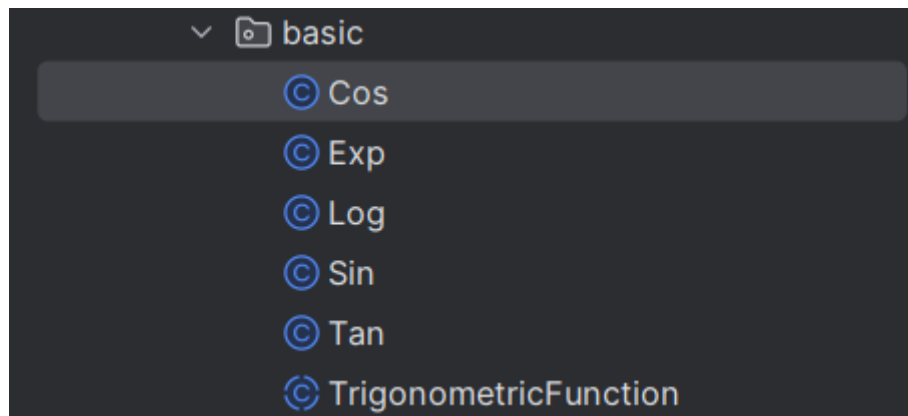 basic
Cos
Exp
Log
Sin
Tan
TrigonometricFunction